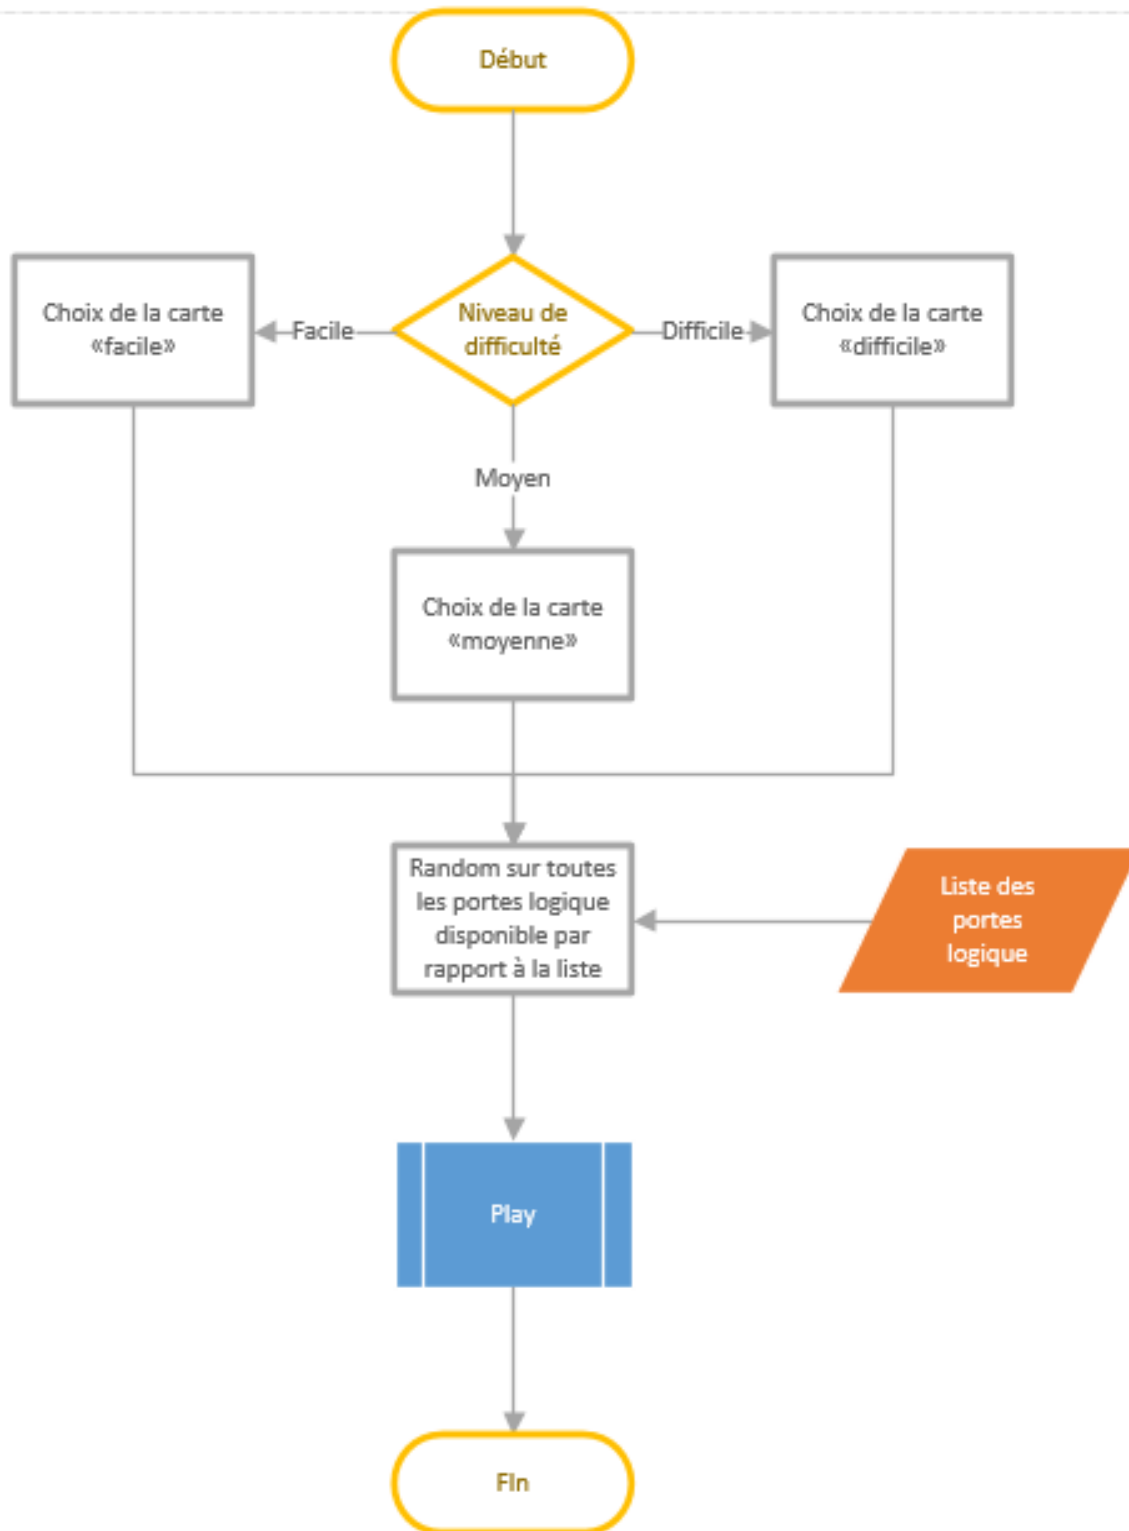 Début
Choix de la carte
«facile»
Facile
Niveau de
difficulté
Difficile
Choix de la carte
«difficile»
Moyen
Choix de la carte
«moyenne»
Random sur toutes
les portes logique
disponible par
rapport à la liste
Liste des
portes
logique
Play
FIn